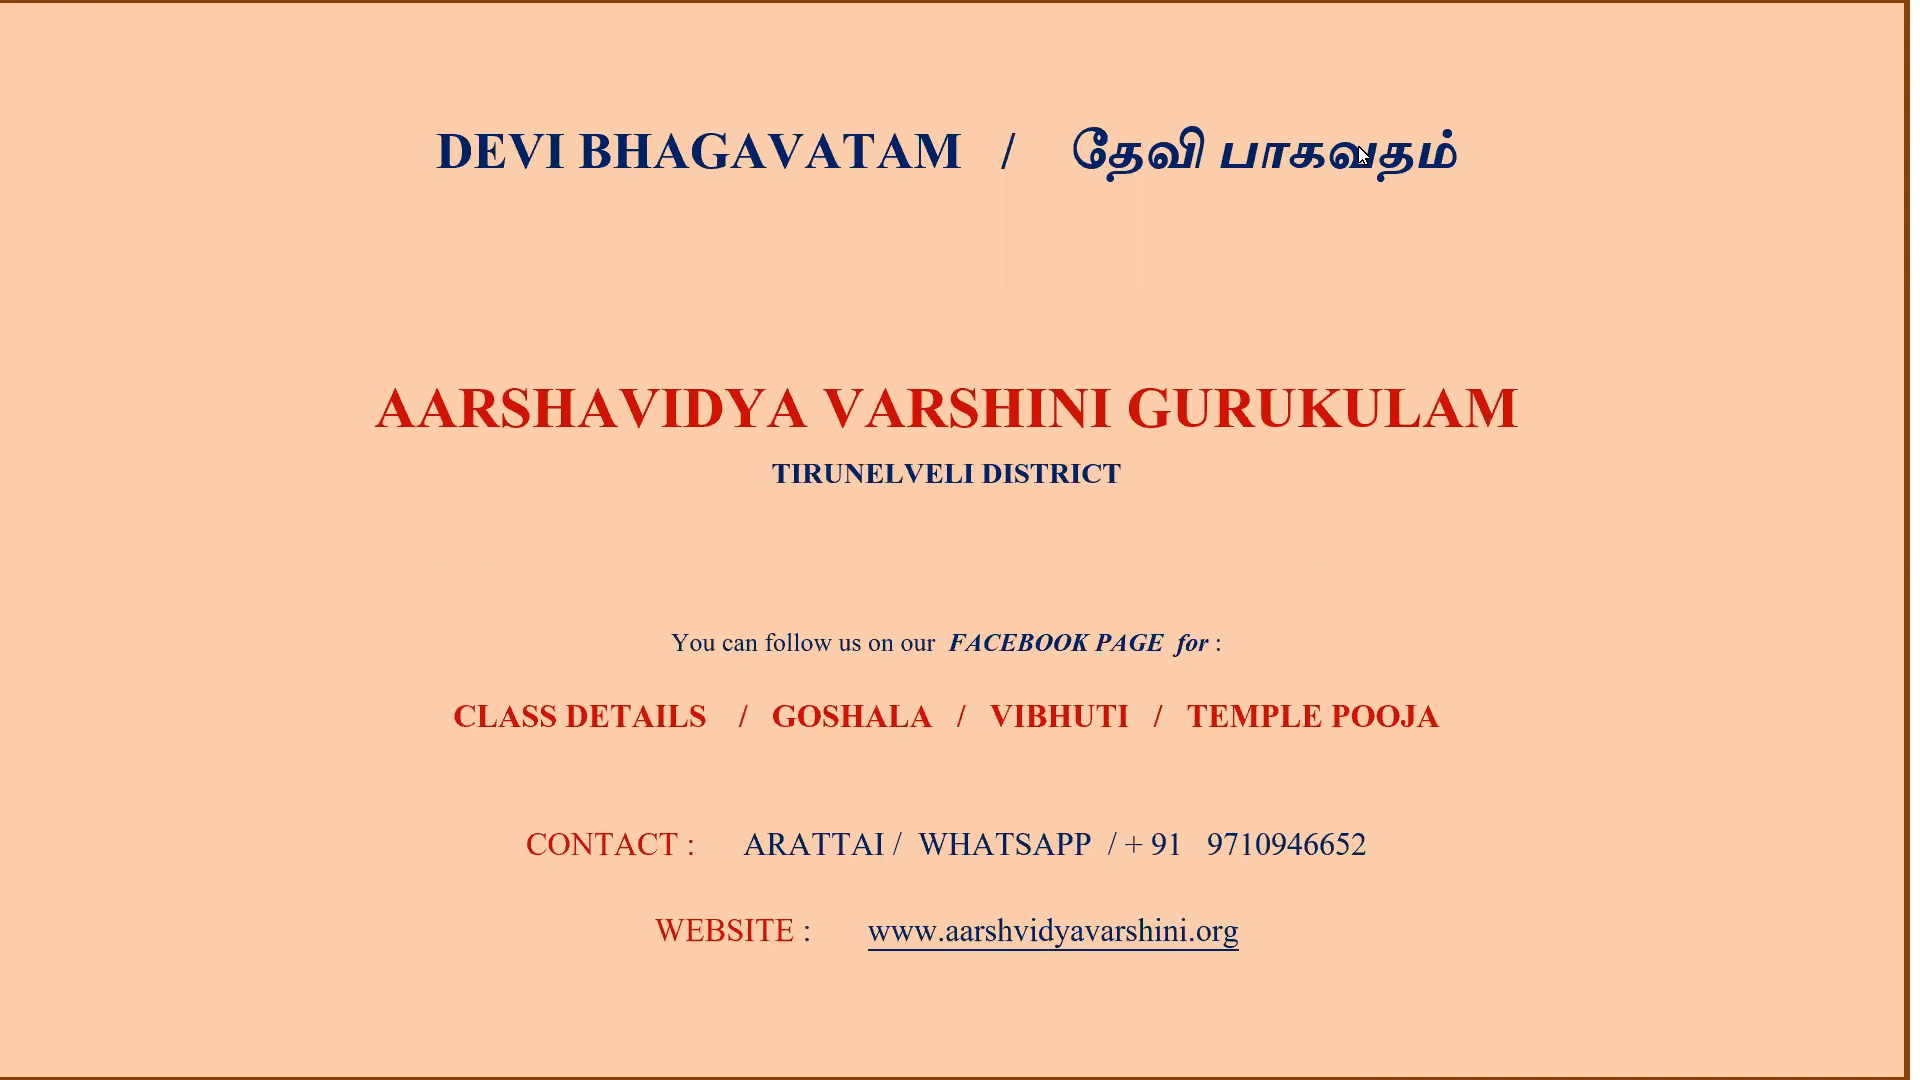 DEVI BHAGAVATAM / தேவி பாகவதம்
AARSHAVIDYA VARSHINI GURUKULAM
TIRUNELVELI DISTRICT
You can follow us on our FACEBOOK PAGE for :
CLASS DETAILS / GOSHALA / VIBHUTI / TEMPLE POOJA
CONTACT : ARATTAI / WHATSAPP / + 91 9710946652
WEBSITE : www.aarshvidyavarshini.org